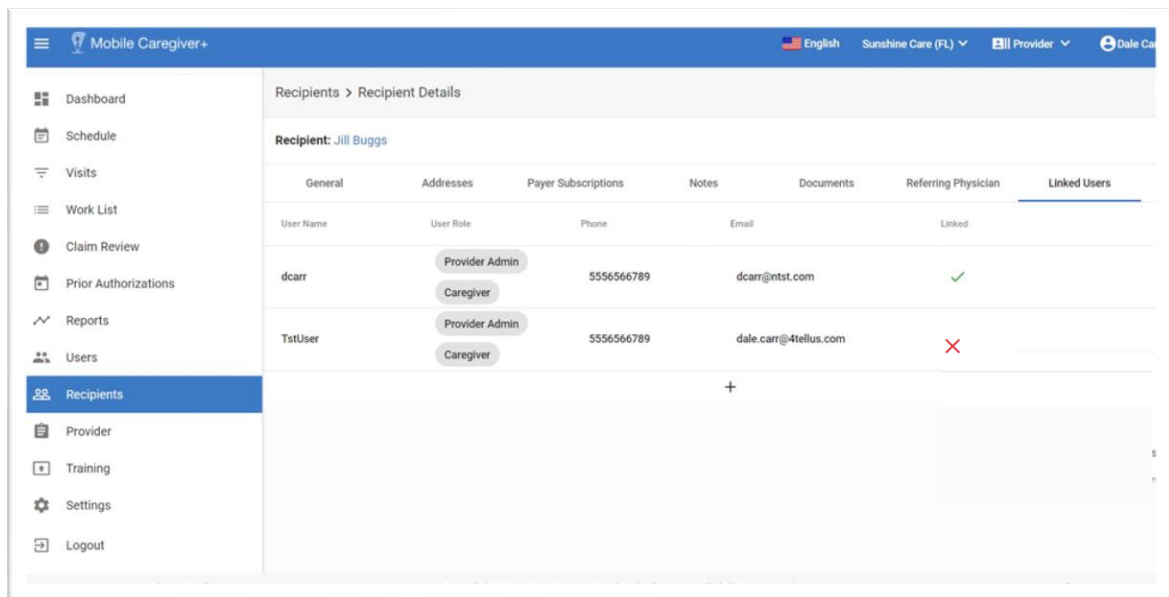 Mobile Caregiver+
English Sunshine Care (FL) Provider Dale Ca
Dashboard
Schedule
Visits
Work List
Claim Review
Prior Authorizations
Reports
Users
Recipients
Provider
Training
Settings
Logout
Recipients > Recipient Details
Recipient: Jill Buggs
General Addresses Payer Subscriptions Notes Documents Referring Physician Linked Users
User Name User Role Phone Email Linked
dcarr Provider Admin 5556566789 dcarr@ntst.com
Caregiver
TstUser Provider Admin 5556566789 dale.carr@4tellus.com
Caregiver
+